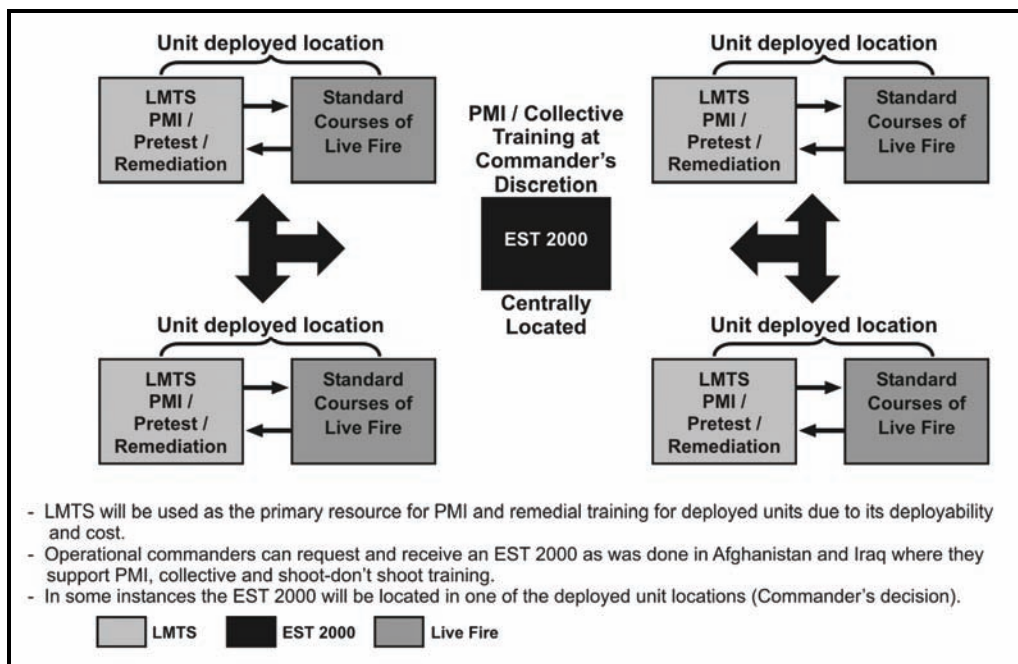 Unit deployed location
LMTS
PMI /
Pretest /
Remediation
Standard
Courses of
Live Fire
PMI / Collective
Training at
Commander's
Discretion
EST 2000
Centrally
Located
Unit deployed location
LMTS
PMI /
Pretest /
Remediation
Standard
Courses of
Live Fire
Unit deployed location
LMTS
PMI /
Pretest /
Remediation
Standard
Courses of
Live Fire
Unit deployed location
LMTS
PMI /
Pretest /
Remediation
Standard
Courses of
Live Fire
- LMTS will be used as the primary resource for PMI and remedial training for deployed units due to its deployability
and cost.
- Operational commanders can request and receive an EST 2000 as was done in Afghanistan and Iraq where they
support PMI, collective and shoot-don't shoot training.
- In some instances the EST 2000 will be located in one of the deployed unit locations (Commander's decision).
LMTS EST 2000 Live Fire